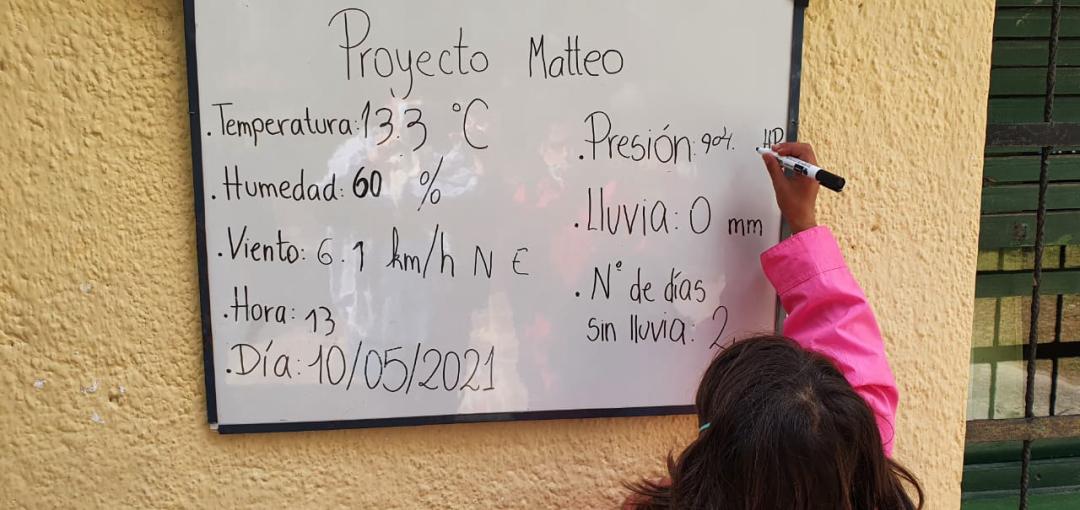 Proyecto Matteo
.Temperatura:13.3 °C
.Humedad: 60 %
.Viento: 6.1 km/h N E
.Hora: 13
.Día: 10/05/2021
.Presión: 904. HP
.Lluvia: 0 mm
.N° de días
sin lluvia: 2